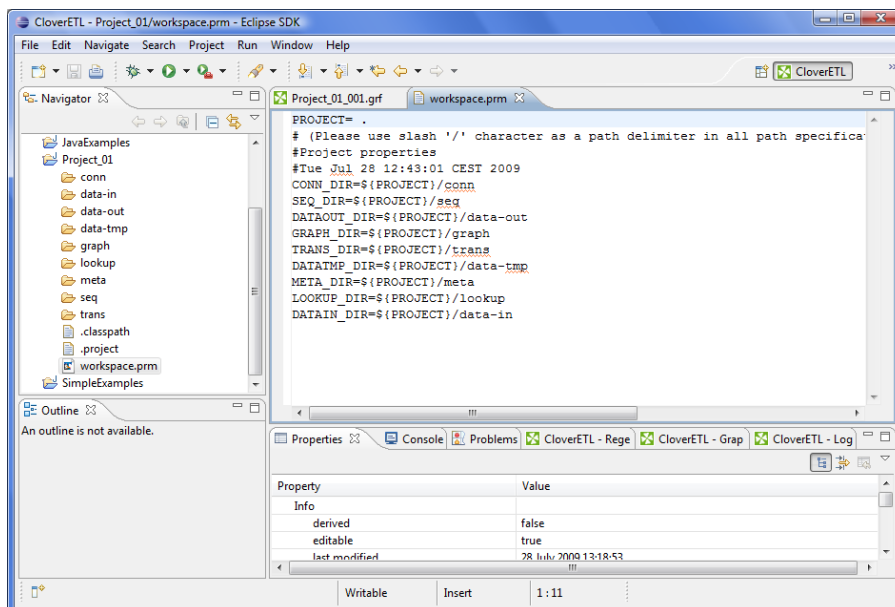 CloverETL - Project_01/workspace.prm - Eclipse SDK
File Edit Navigate Search Project Run Window Help
CloverETL
Navigator
JavaExamples
Project_01
conn
data-in
data-out
data-tmp
graph
lookup
meta
seq
trans
.classpath
.project
workspace.prm
SimpleExamples
Outline
An outline is not available.
Project_01_001.grf workspace.prm
PROJECT= .
# (Please use slash '/' character as a path delimiter in all path specifica
#Project properties
#Tue Jul 28 12:43:01 CEST 2009
CONN_DIR=${PROJECT}/conn
SEQ_DIR=${PROJECT}/seq
DATAOUT_DIR=${PROJECT}/data-out
GRAPH_DIR=${PROJECT}/graph
TRANS_DIR=${PROJECT}/trans
DATATMP_DIR=${PROJECT}/data-tmp
META_DIR=${PROJECT}/meta
LOOKUP_DIR=${PROJECT}/lookup
DATAIN_DIR=${PROJECT}/data-in
Properties Console Problems CloverETL - Rege CloverETL - Grap CloverETL - Log
Property Value
Info
derived false
editable true
last modified 28 July 2009 13:18:53
Writable Insert 1 : 11